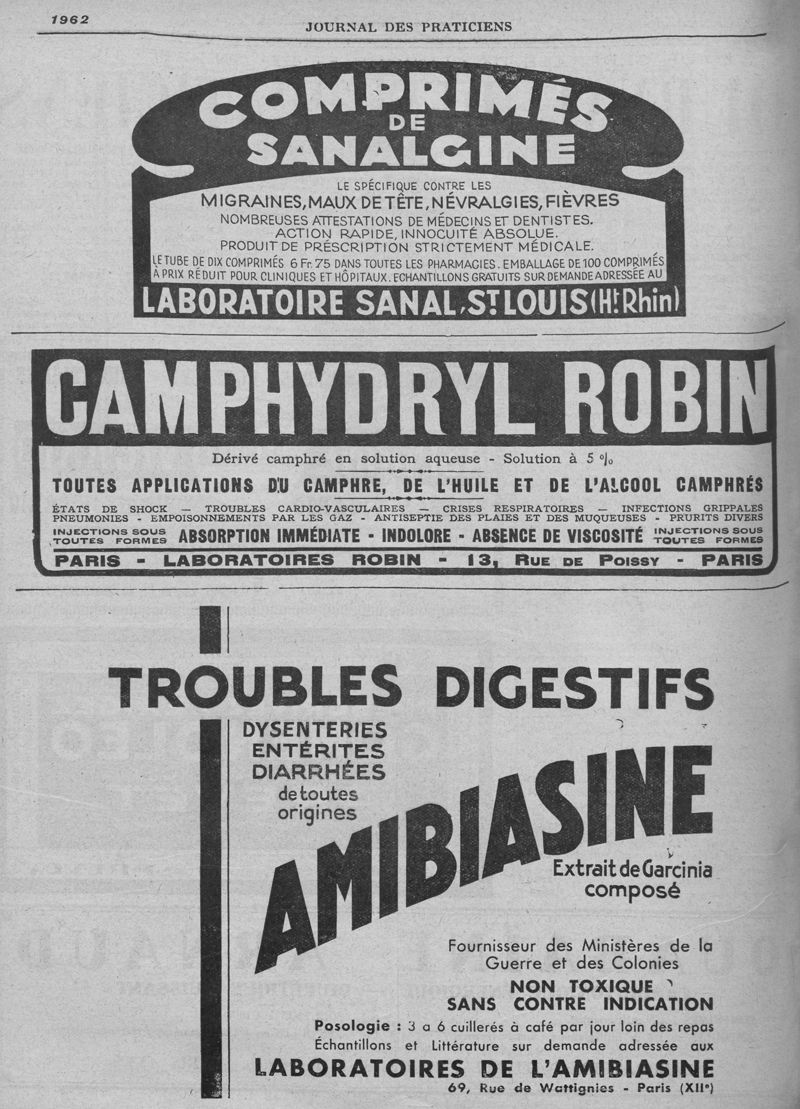 1962
JOURNAL DES PRATICIENS
COMPRIMÉS
DE
SANALGINE
LE SPÉCIFIQUE CONTRE LES
MIGRAINES, MAUX DE TÊTE, NÉVRALGIES, FIÈVRES
NOMBREUSES ATTESTATIONS DE MÉDECINS ET DENTISTES.
ACTION RAPIDE, INNOCUITÉ ABSOLUE.
PRODUIT DE PRÉSCRIPTION STRICTEMENT MÉDICALE.
LE TUBE DE DIX COMPRIMÉS 6 Fr. 75 DANS TOUTES LES PHARMACIES. EMBALLAGE DE 100 COMPRIMÉS
À PRIX RÉDUIT POUR CLINIQUES ET HÔPITAUX. ECHANTILLONS GRATUITS SUR DEMANDE ADRESSÉE AU
LABORATOIRE SANAL, ST. LOUIS (Ht. Rhin)
CAMPHYDRYL ROBIN
Dérivé camphré en solution aqueuse - Solution à 5 %
TOUTES APPLICATIONS DU CAMPHRE, DE L'HUILE ET DE L'ALCOOL CAMPHRÉS
ÉTATS DE SHOCK — TROUBLES CARDIO-VASCULAIRES — CRISES RESPIRATOIRES — INFECTIONS GRIPPALES
PNEUMONIES - EMPOISONNEMENTS PAR LES GAZ - ANTISEPTIE DES PLAIES ET DES MUQUEUSES - PRURITS DIVERS
INJECTIONS SOUS TOUTES FORMES ABSORPTION IMMÉDIATE - INDOLORE - ABSENCE DE VISCOSITÉ INJECTIONS SOUS TOUTES FORMES
PARIS - LABORATOIRES ROBIN - 13, RUE DE POISSY - PARIS
TROUBLES DIGESTIFS
DYSENTERIES
ENTÉRITES
DIARRHÉES
de toutes
origines
AMIBIASINE
Extrait de Garcinia
composé
Fournisseur des Ministères de la
Guerre et des Colonies
NON TOXIQUE
SANS CONTRE INDICATION
Posologie : 3 a 6 cuillerés à café par jour loin des repas
Échantillons et Littérature sur demande adressée aux
LABORATOIRES DE L'AMIBIASINE
69, Rue de Wattignies - Paris (XIIe)